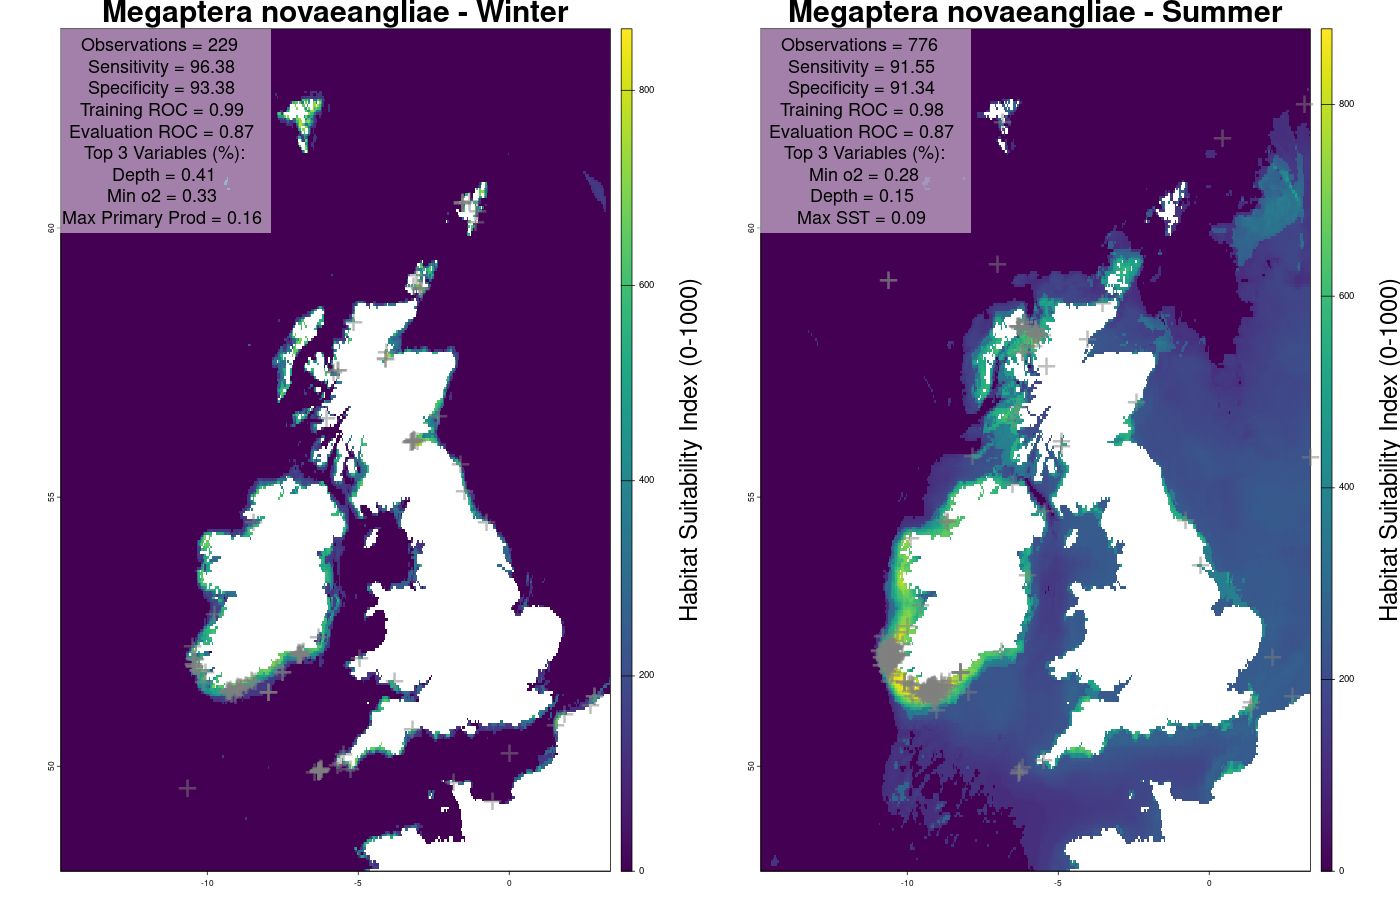 Megaptera novaeangliae - Winter
Observations = 229
Sensitivity = 96.38
Specificity = 93.38
Training ROC = 0.99
Evaluation ROC = 0.87
Top 3 Variables (%):
Depth = 0.41
Min o2 = 0.33
Max Primary Prod = 0.16
60
55
50
-10
-5
0
800
600
400
200
0
Habitat Suitability Index (0-1000)
Megaptera novaeangliae - Summer
Observations = 776
Sensitivity = 91.55
Specificity = 91.34
Training ROC = 0.98
Evaluation ROC = 0.87
Top 3 Variables (%):
Min o2 = 0.28
Depth = 0.15
Max SST = 0.09
60
55
50
-10
-5
0
800
600
400
200
0
Habitat Suitability Index (0-1000)